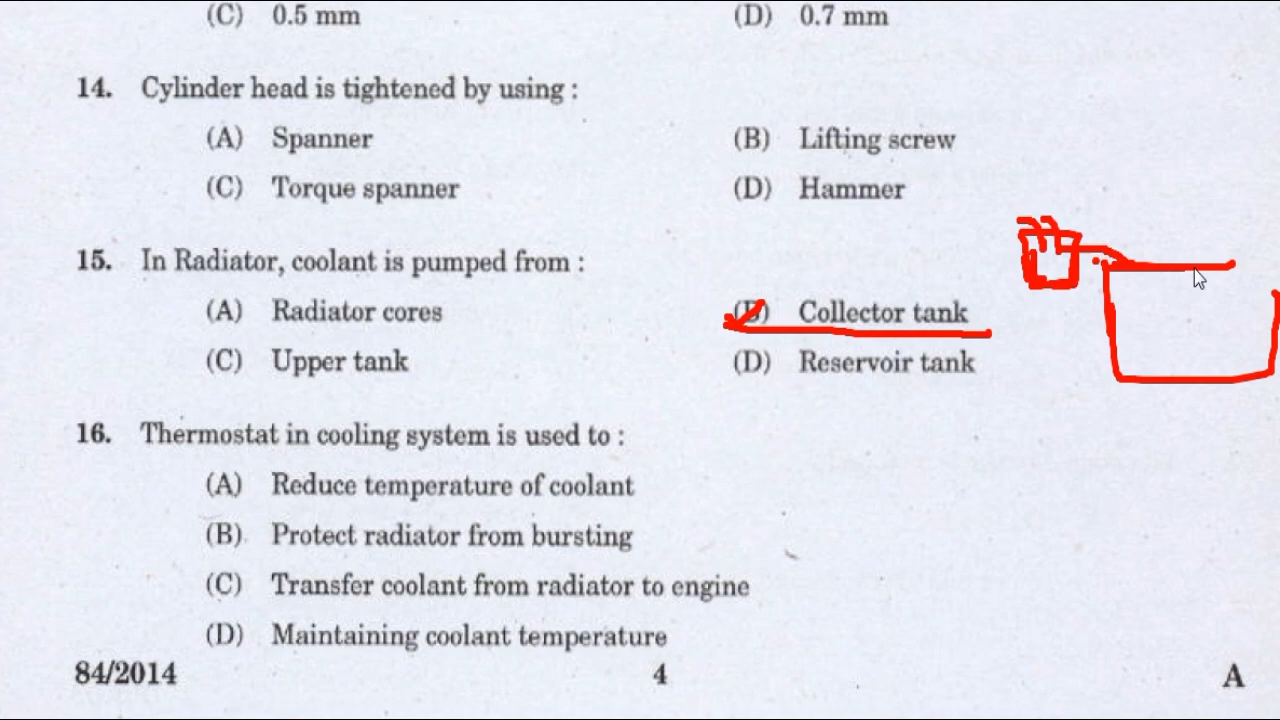 (C) 0.5 mm (D) 0.7 mm
14. Cylinder head is tightened by using :
(A) Spanner (B) Lifting screw
(C) Torque spanner (D) Hammer
15. In Radiator, coolant is pumped from :
(A) Radiator cores (B) Collector tank
(C) Upper tank (D) Reservoir tank
16. Thermostat in cooling system is used to :
(A) Reduce temperature of coolant
(B) Protect radiator from bursting
(C) Transfer coolant from radiator to engine
(D) Maintaining coolant temperature
84/2014 4 A